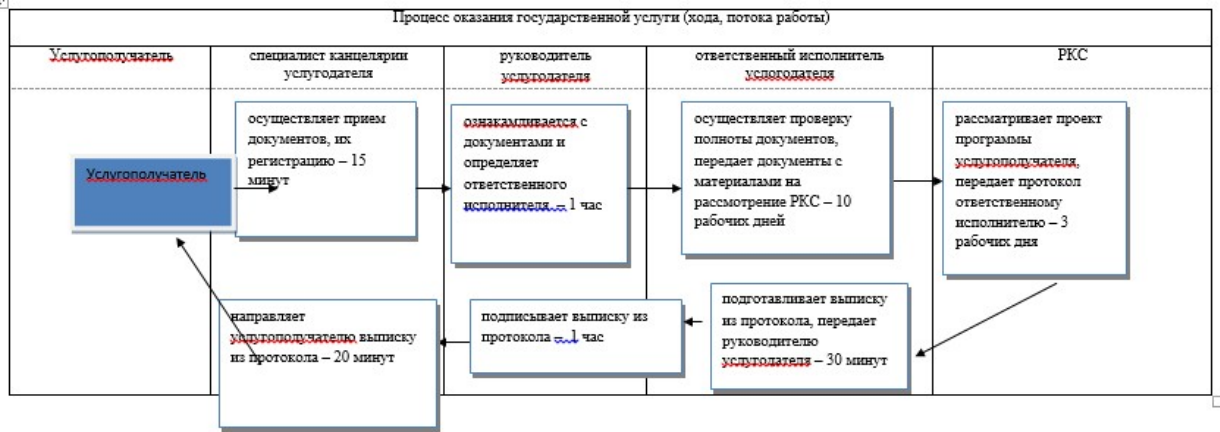 Процесс оказания государственной услуги (хода, потока работы)
Услугополучатель
специалист канцелярии
услугодателя
руководитель
услугодателя
ответственный исполнитель
услогодателя
РКС
Услугополучатель
осуществляет прием
документов, их
регистрацию – 15
минут
ознакамливается с
документами и
определяет
ответственного
исполнителя – 1 час
осуществляет проверку
полноты документов,
передает документы с
материалами на
рассмотрение РКС – 10
рабочих дней
рассматривает проект
программы
услугополучателя,
передает протокол
ответственному
исполнителю – 3
рабочих дня
подготавливает выписку
из протокола, передает
руководителю
услугодателя – 30 минут
подписывает выписку из
протокола – 1 час
направляет
услугополучателю выписку
из протокола – 20 минут